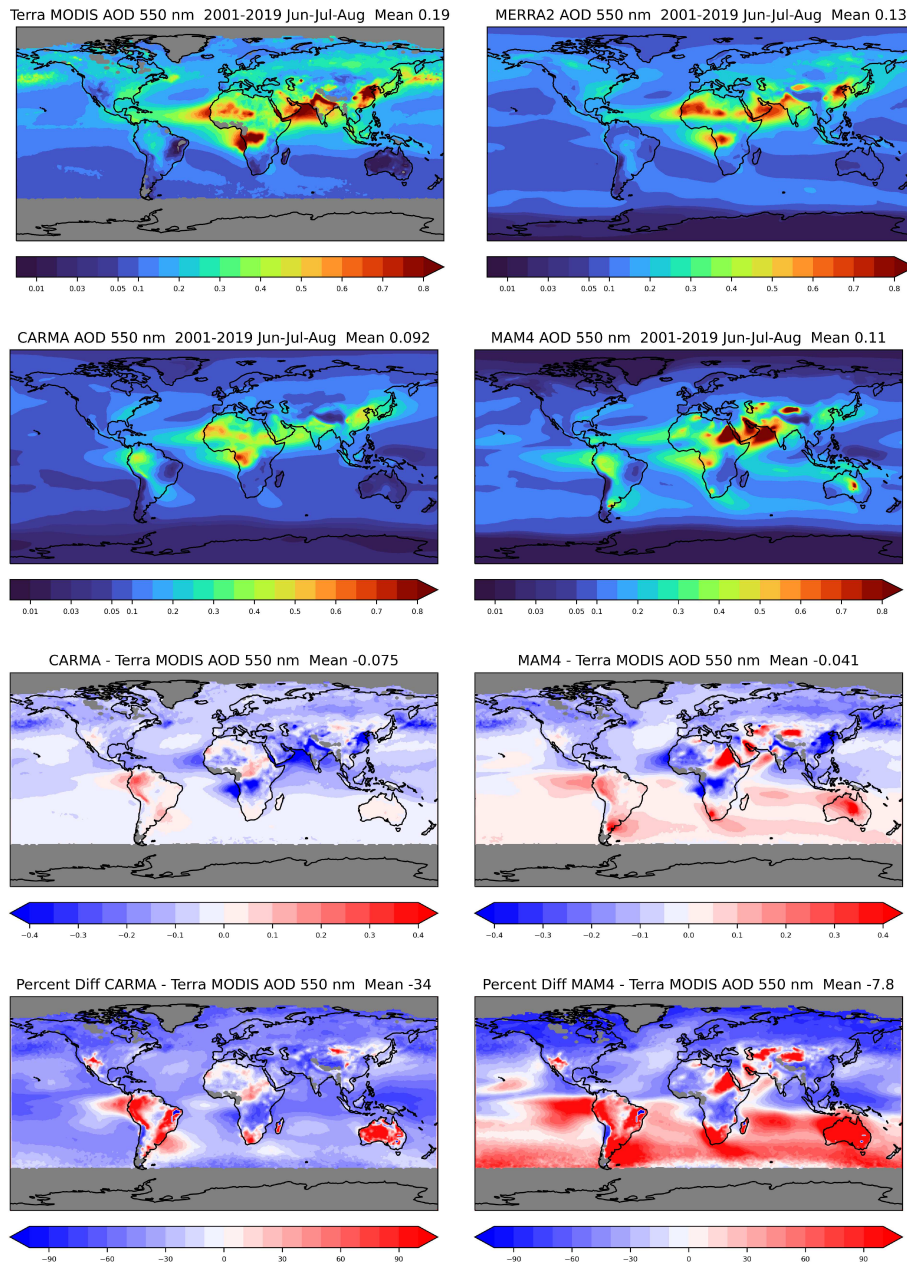 Terra MODIS AOD 550 nm  2001-2019 Jun-Jul-Aug  Mean 0.19
MERRA2 AOD 550 nm  2001-2019 Jun-Jul-Aug  Mean 0.13
0.01 0.03 0.05 0.1 0.2 0.3 0.4 0.5 0.6 0.7 0.8
0.01 0.03 0.05 0.1 0.2 0.3 0.4 0.5 0.6 0.7 0.8
CARMA AOD 550 nm  2001-2019 Jun-Jul-Aug  Mean 0.092
MAM4 AOD 550 nm  2001-2019 Jun-Jul-Aug  Mean 0.11
0.01 0.03 0.05 0.1 0.2 0.3 0.4 0.5 0.6 0.7 0.8
0.01 0.03 0.05 0.1 0.2 0.3 0.4 0.5 0.6 0.7 0.8
CARMA - Terra MODIS AOD 550 nm  Mean -0.075
MAM4 - Terra MODIS AOD 550 nm  Mean -0.041
−0.4 −0.3 −0.2 −0.1 0.0 0.1 0.2 0.3 0.4
−0.4 −0.3 −0.2 −0.1 0.0 0.1 0.2 0.3 0.4
Percent Diff CARMA - Terra MODIS AOD 550 nm  Mean -34
Percent Diff MAM4 - Terra MODIS AOD 550 nm  Mean -7.8
−90 −60 −30 0 30 60 90
−90 −60 −30 0 30 60 90